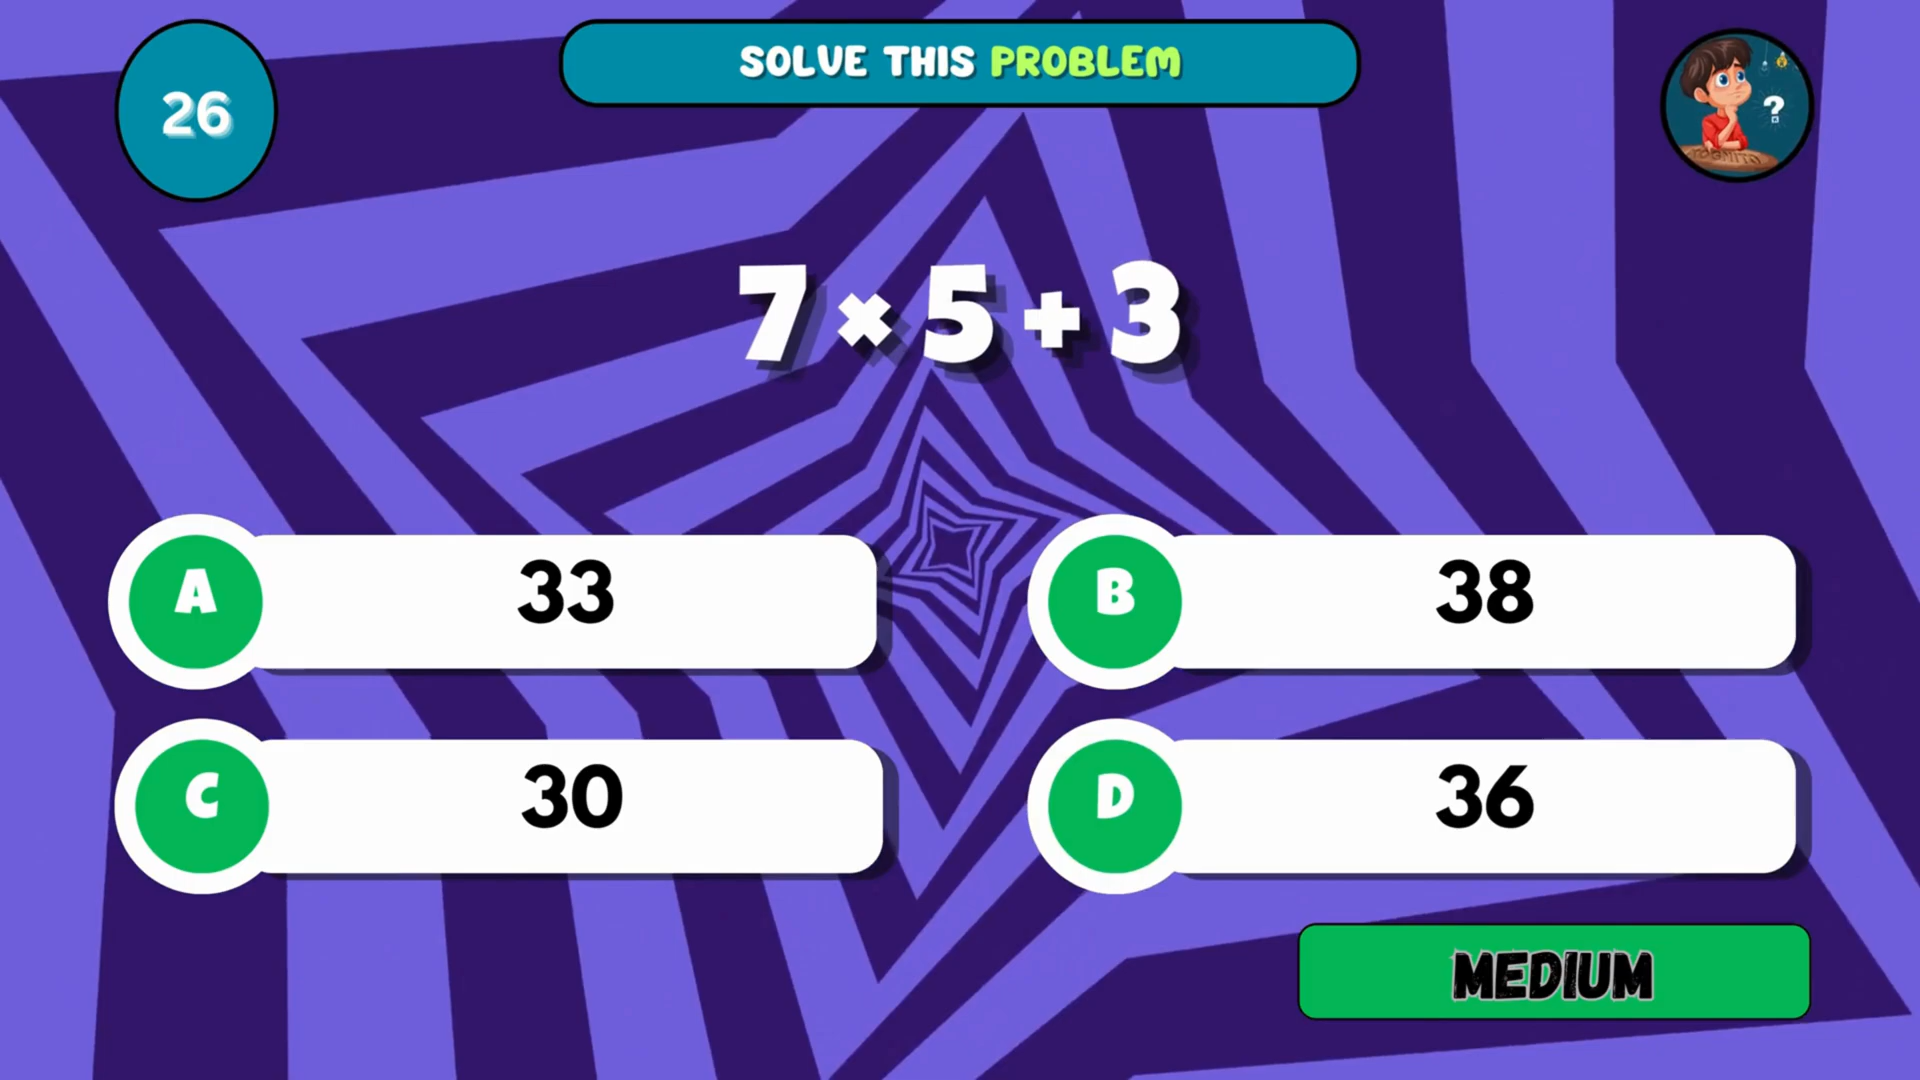 26
SOLVE THIS PROBLEM
?
7 × 5 + 3
A 33
B 38
C 30
D 36
MEDIUM